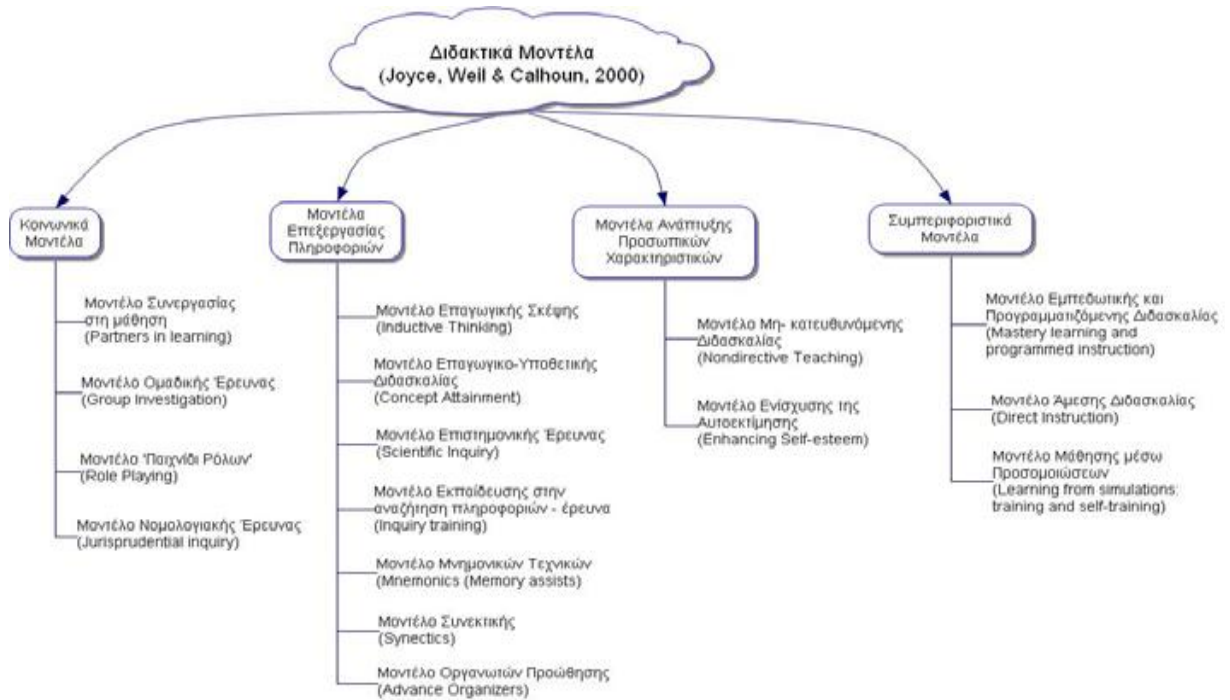 Διδακτικά Μοντέλα
(Joyce, Weil & Calhoun, 2000)
Κοινωνικά
Μοντέλα
Μοντέλο Συνεργασίας
στη μάθηση
(Partners in learning)
Μοντέλο Ομαδικής Έρευνας
(Group Investigation)
Μοντέλο 'Παιχνίδι Ρόλων'
(Role Playing)
Μοντέλο Νομολογιακής Έρευνας
(Jurisprudential inquiry)
Μοντέλα
Επεξεργασίας
Πληροφοριών
Μοντέλο Επαγωγικής Σκέψης
(Inductive Thinking)
Μοντέλο Επαγωγικο-Υποθετικής
Διδασκαλίας
(Concept Attainment)
Μοντέλο Επιστημονικής Έρευνας
(Scientific Inquiry)
Μοντέλο Εκπαίδευσης στην
αναζήτηση πληροφοριών - έρευνα
(Inquiry training)
Μοντέλο Μνημονικών Τεχνικών
(Mnemonics (Memory assists)
Μοντέλο Συνεκτικής
(Synectics)
Μοντέλο Οργανωτών Προώθησης
(Advance Organizers)
Μοντέλα Ανάπτυξης
Προσωπικών
Χαρακτηριστικών
Μοντέλο Μη- κατευθυνόμενης
Διδασκαλίας
(Nondirective Teaching)
Μοντέλο Ενίσχυσης της
Αυτοεκτίμησης
(Enhancing Self-esteem)
Συμπεριφοριστικά
Μοντέλα
Μοντέλο Εμπεδωτικής και
Προγραμματιζόμενης Διδασκαλίας
(Mastery learning and
programmed instruction)
Μοντέλο Άμεσης Διδασκαλίας
(Direct Instruction)
Μοντέλο Μάθησης μέσω
Προσομοιώσεων
(Learning from simulations:
training and self-training)